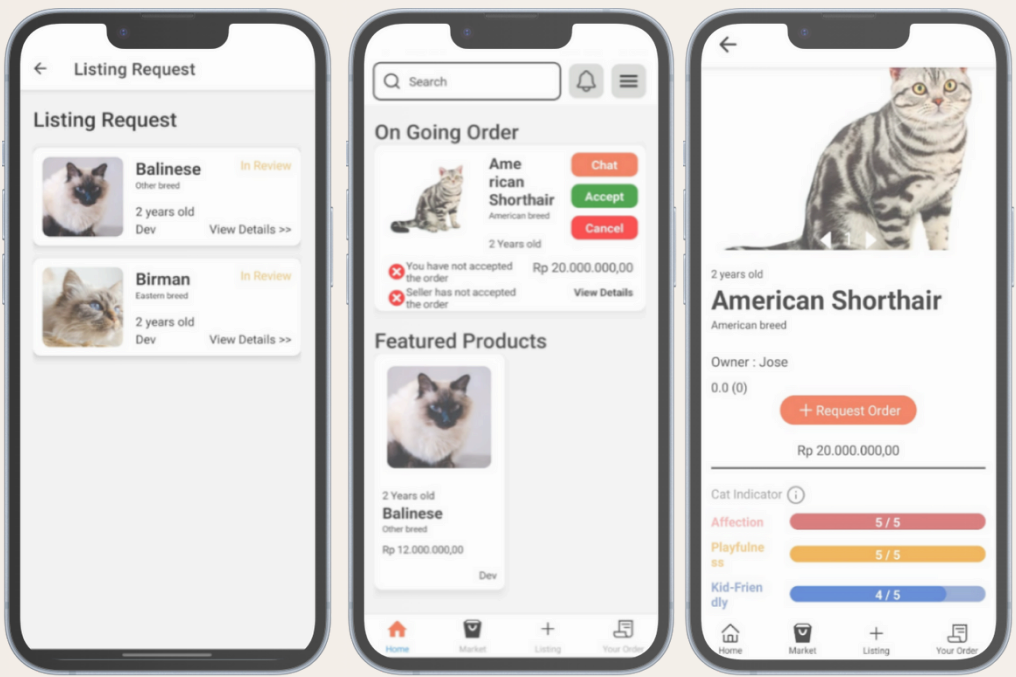 Listing Request
Listing Request
Balinese
In Review
Other breed
2 years old
Dev
View Details >>
Birman
In Review
Eastern breed
2 years old
Dev
View Details >>
Search
On Going Order
Ame
rican
Shorthair
American breed
2 Years old
Chat
Accept
Cancel
You have not accepted
the order
Rp 20.000.000,00
Seller has not accepted
the order
View Details
Featured Products
2 Years old
Balinese
Other breed
Rp 12.000.000,00
Dev
Home
Market
Listing
Your Order
2 years old
American Shorthair
American breed
Owner : Jose
0.0 (0)
+ Request Order
Rp 20.000.000,00
Cat Indicator
Affection
5 / 5
Playfulne
ss
5 / 5
Kid-Frien
dly
4 / 5
Home
Market
Listing
Your Order